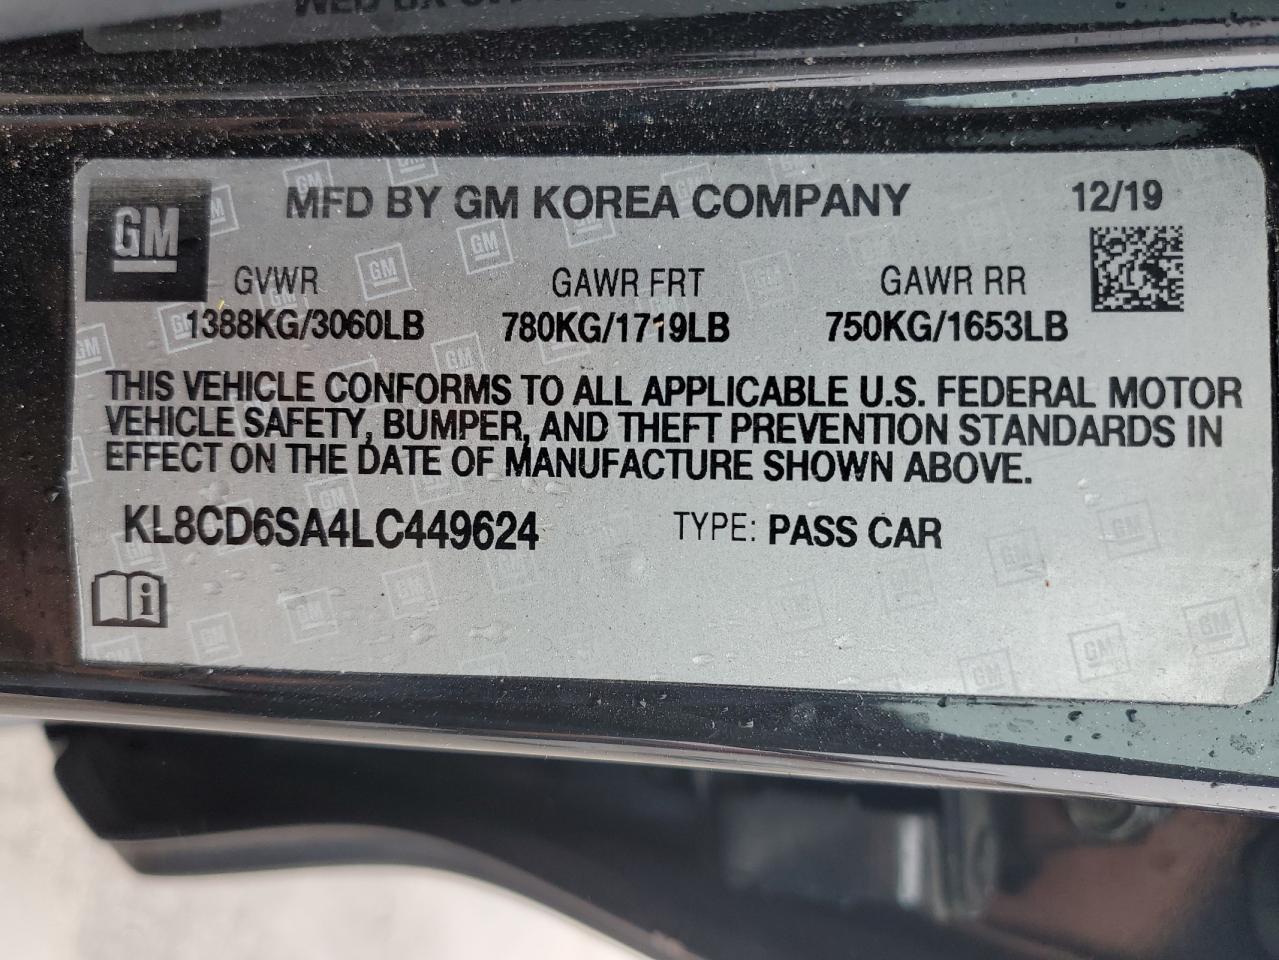 GM
MFD BY GM KOREA COMPANY
12/19
GVWR GAWR FRT GAWR RR
1388KG/3060LB 780KG/1719LB 750KG/1653LB
THIS VEHICLE CONFORMS TO ALL APPLICABLE U.S. FEDERAL MOTOR
VEHICLE SAFETY, BUMPER, AND THEFT PREVENTION STANDARDS IN
EFFECT ON THE DATE OF MANUFACTURE SHOWN ABOVE.
KL8CD6SA4LC449624 TYPE: PASS CAR